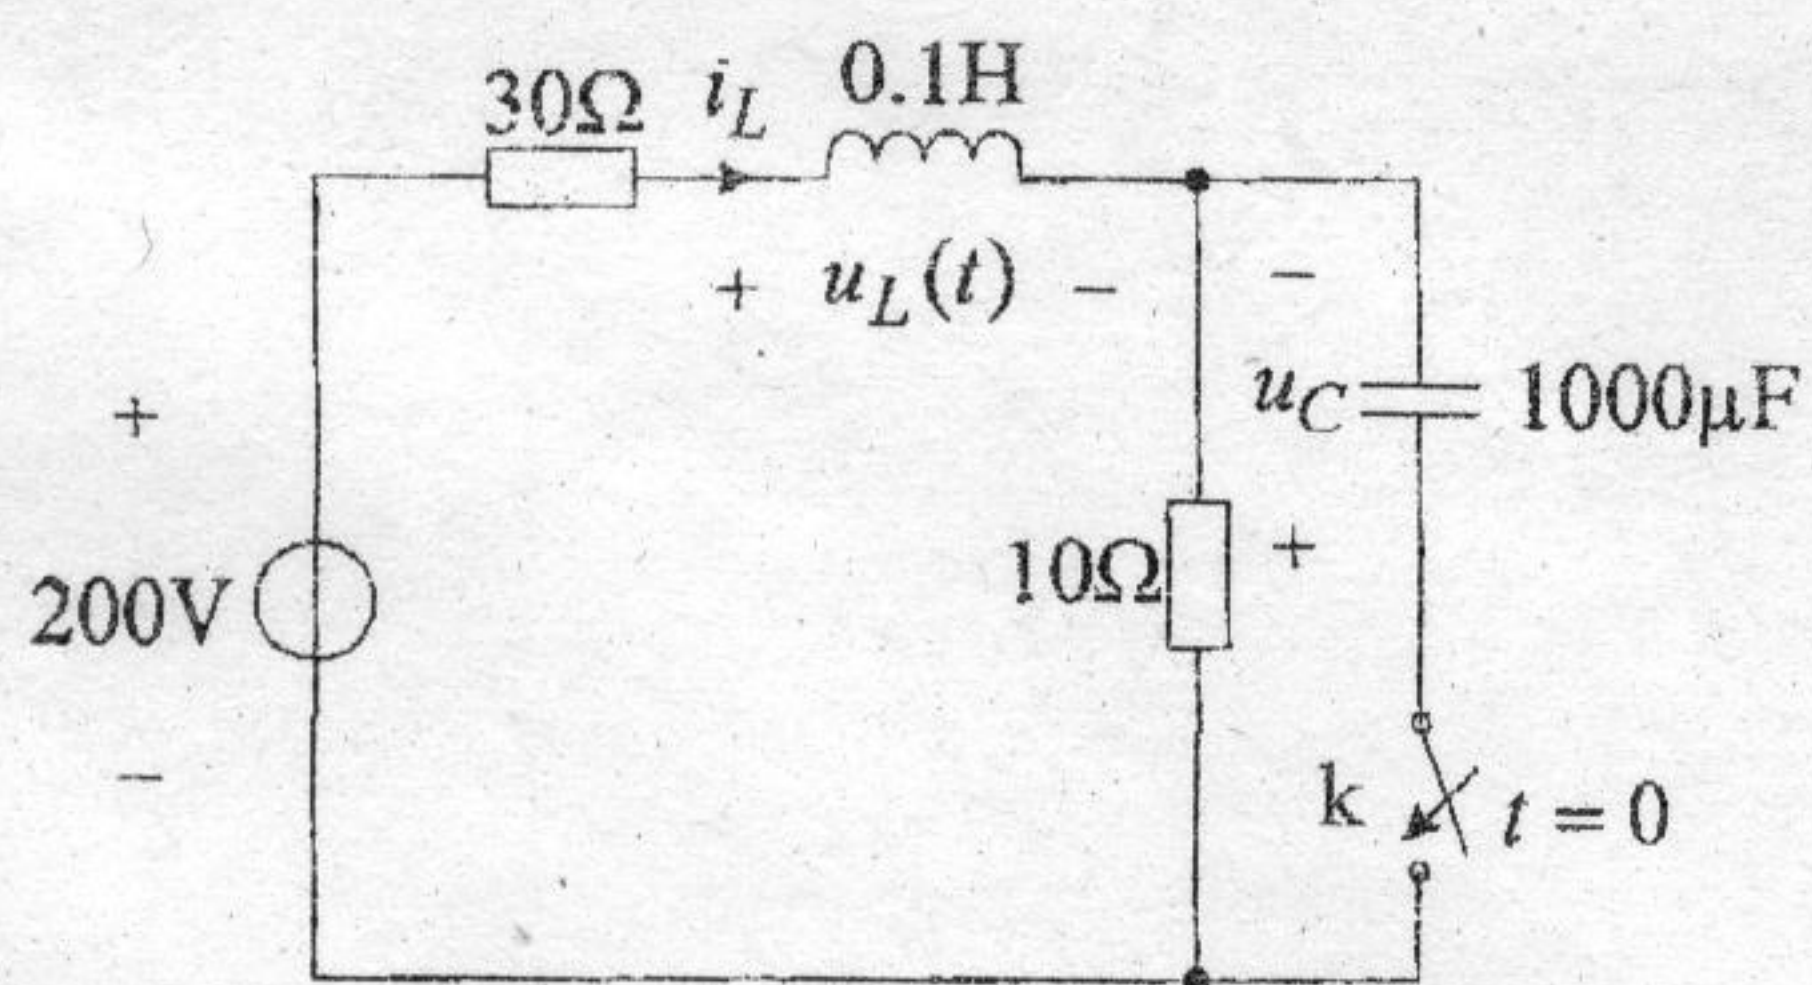 30Ω i_L 0.1H
+ u_L(t) − −
+ u_C 1000μF
10Ω +
200V
− k t = 0